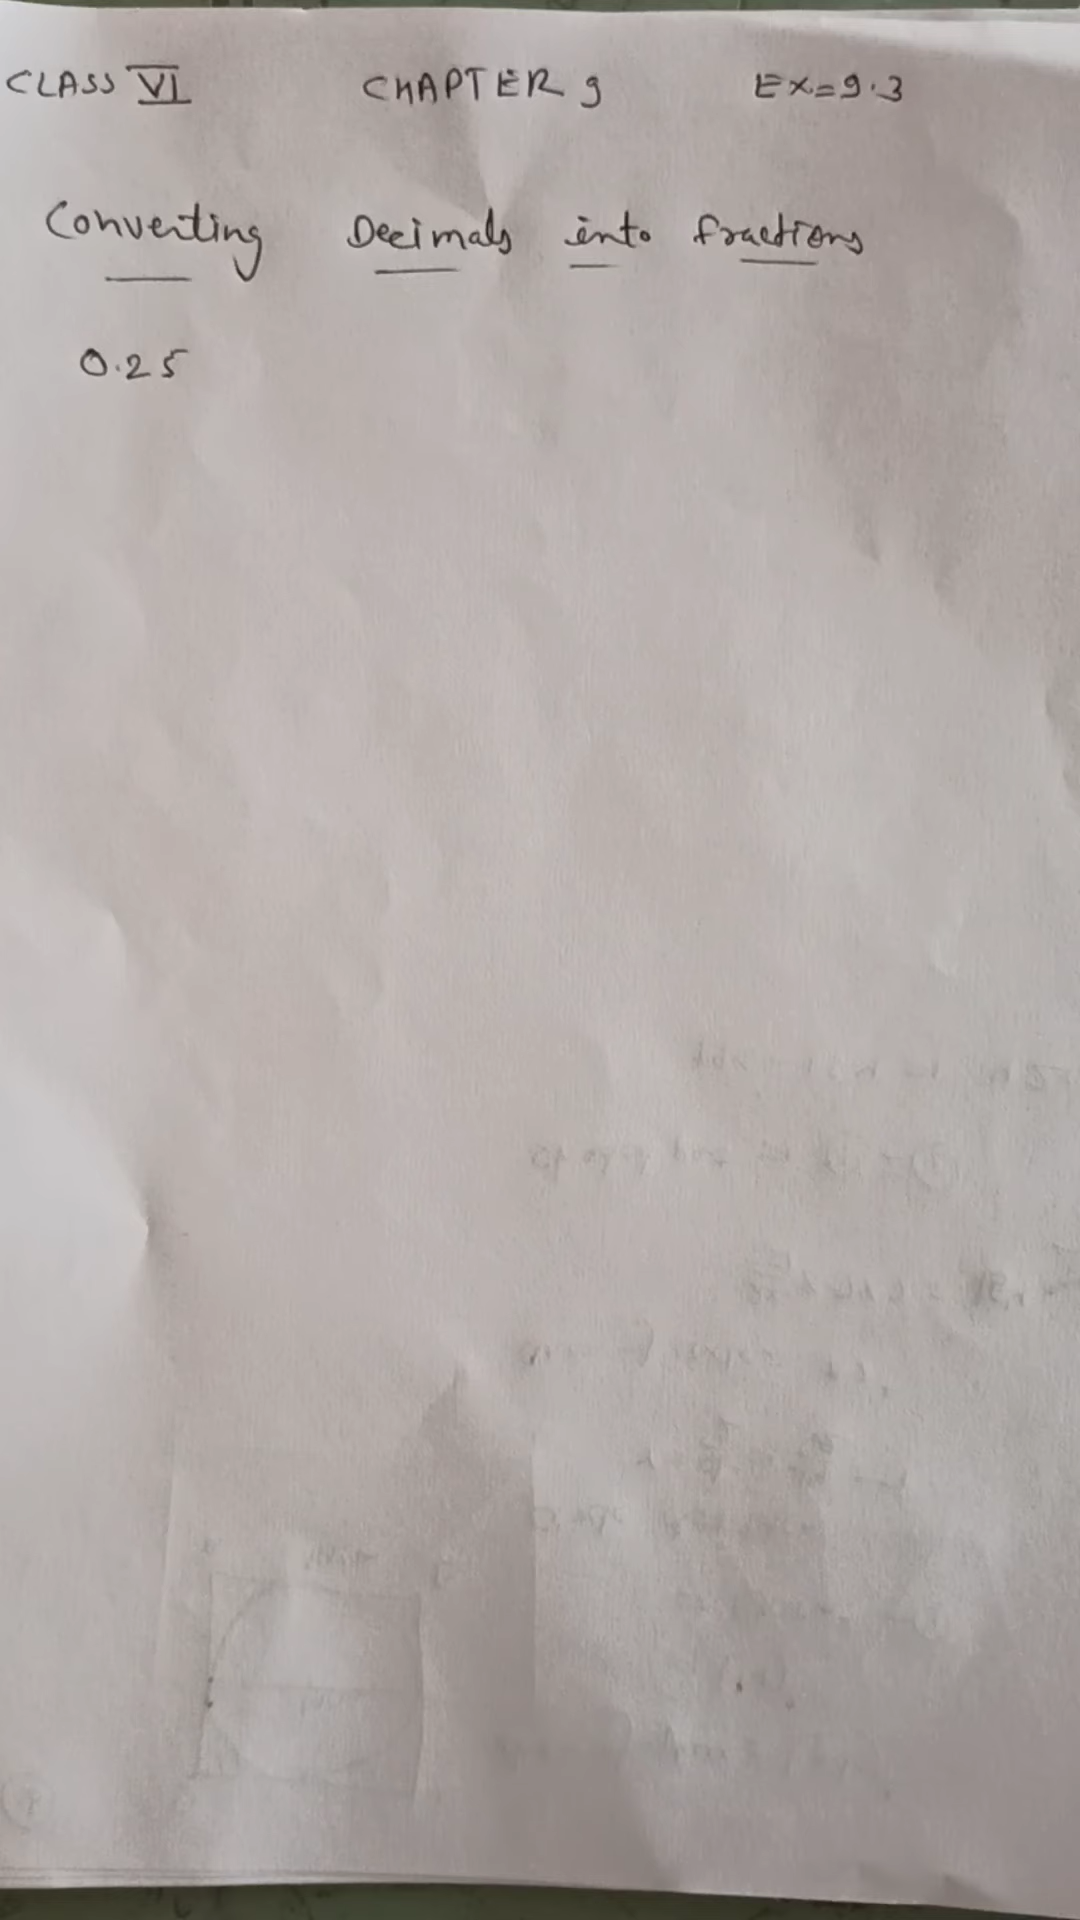 CLASS VI CHAPTER 9 Ex=9.3
Converting Decimals into fractions
0.25